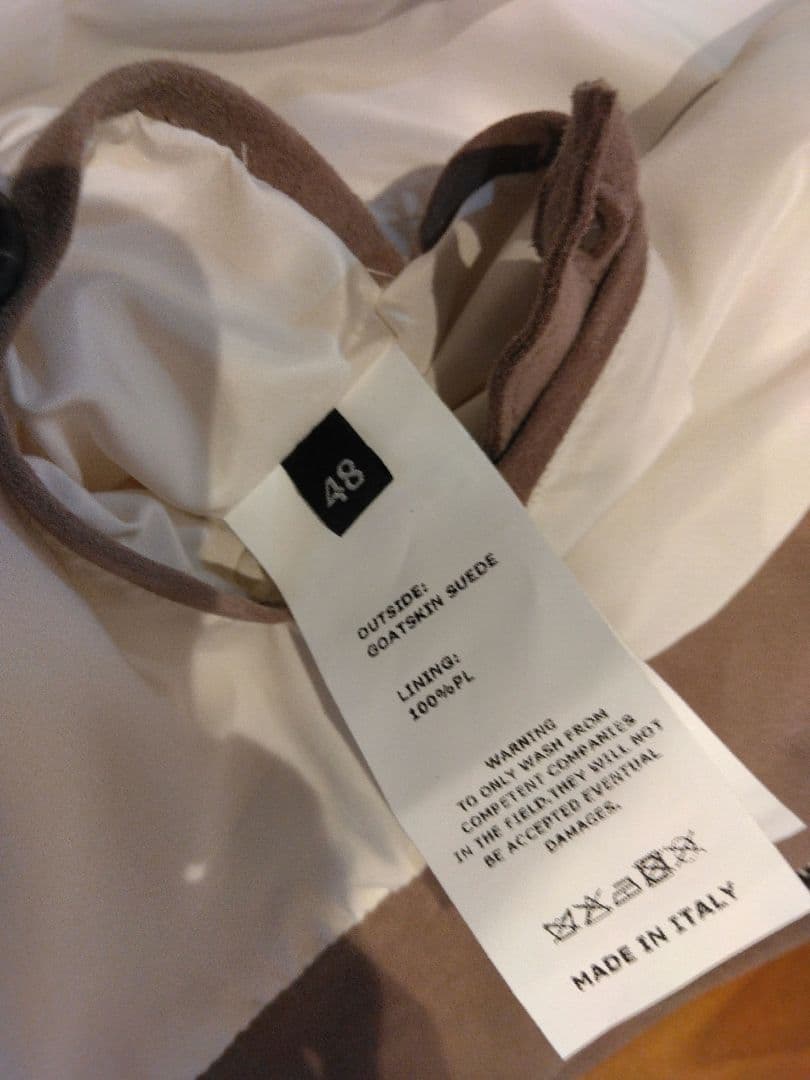 48
OUTSIDE:
GOATSKIN SUEDE
LINING:
100%PL
WARNING
TO ONLY WASH FROM
COMPETENT COMPANIES
IN THE FIELD.THEY WILL NOT
BE ACCEPTED EVENTUAL
DAMAGES.
MADE IN ITALY